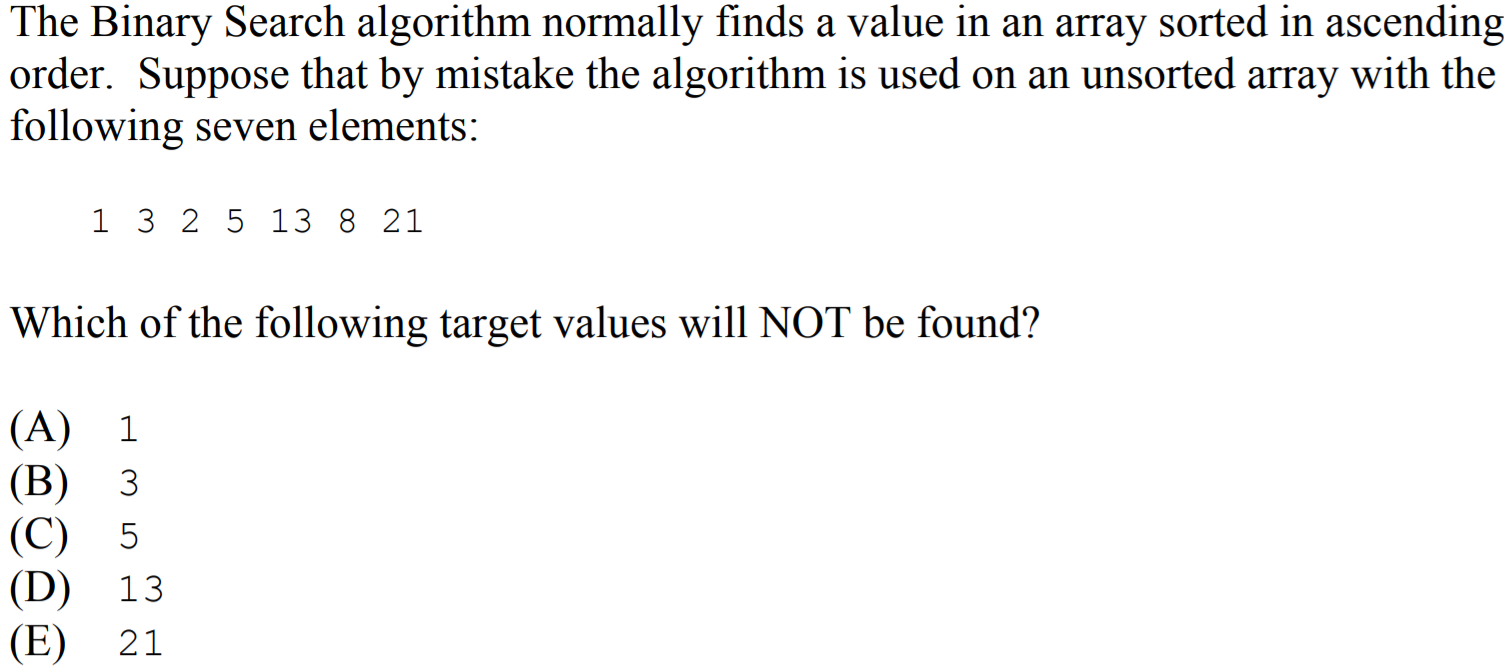 The Binary Search algorithm normally finds a value in an array sorted in ascending
order.  Suppose that by mistake the algorithm is used on an unsorted array with the
following seven elements:
1 3 2 5 13 8 21
Which of the following target values will NOT be found?
(A) 1
(B) 3
(C) 5
(D) 13
(E) 21